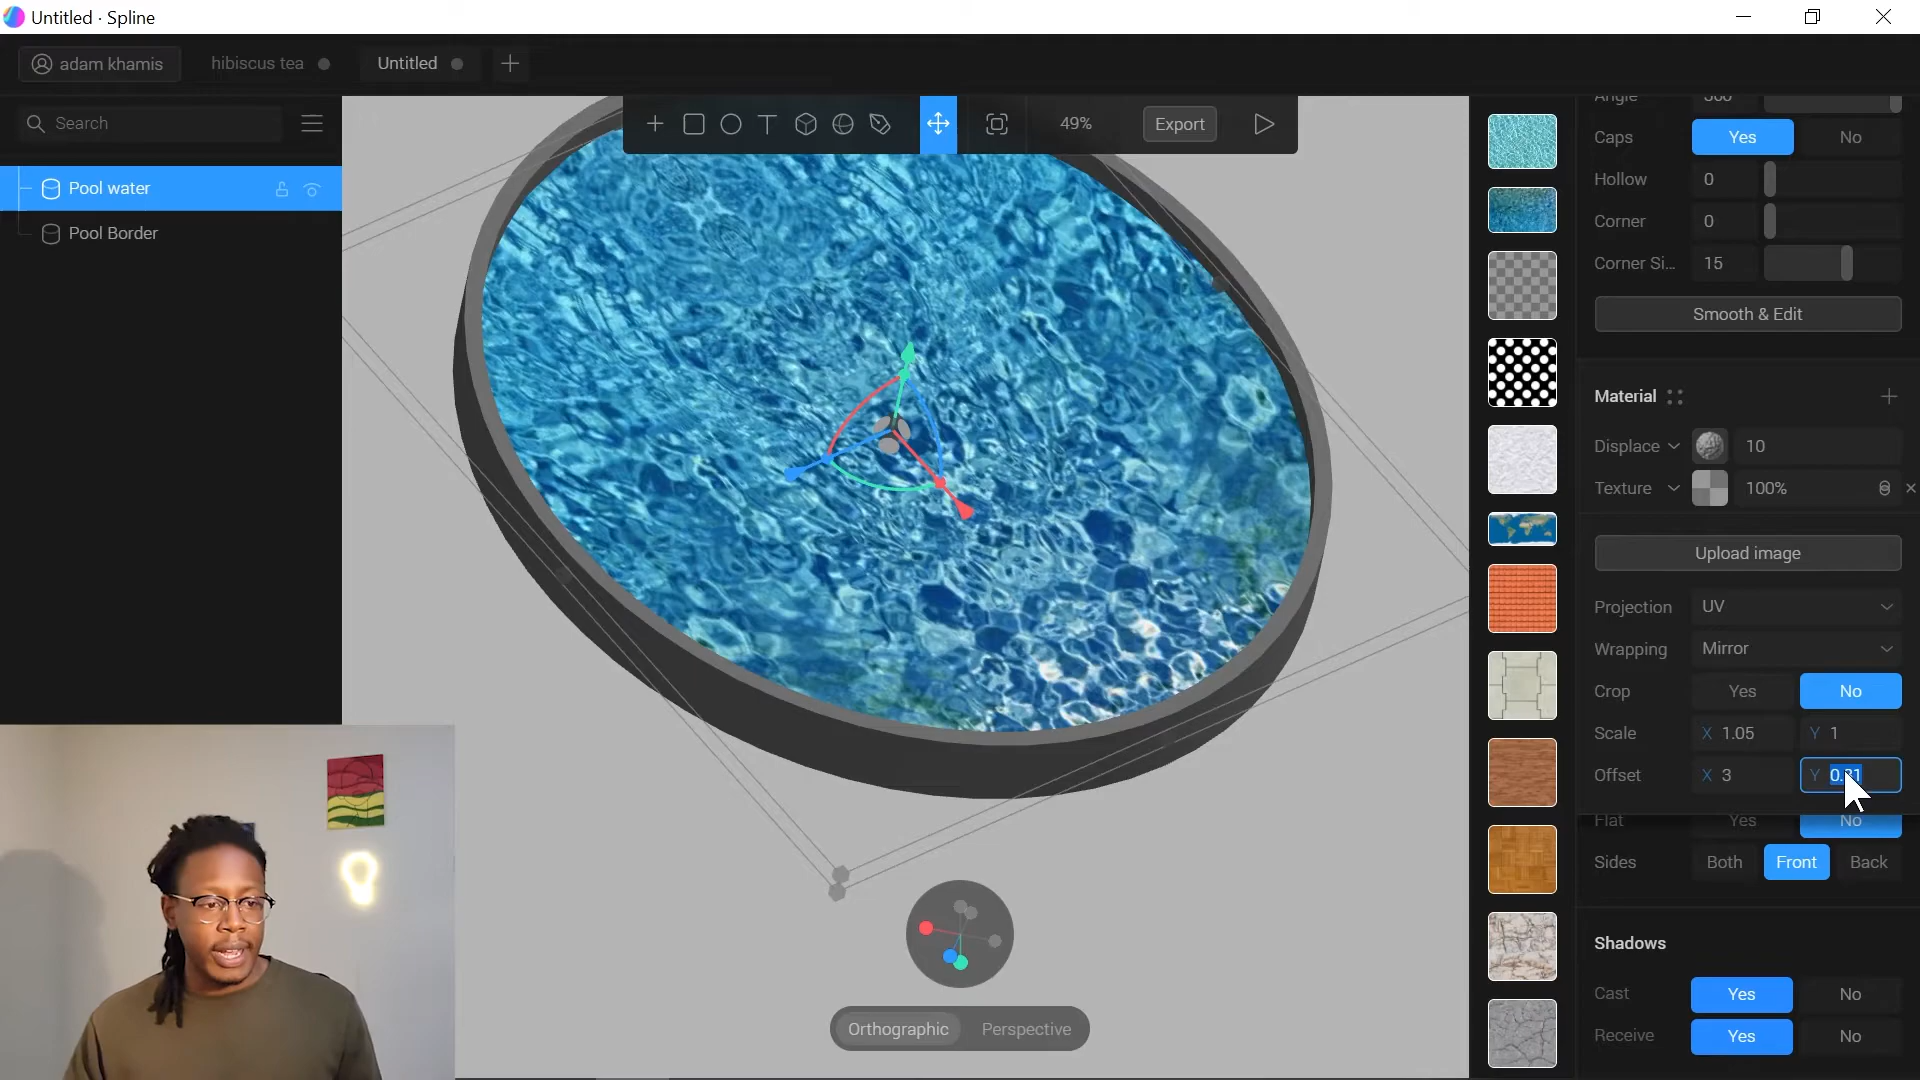 Untitled · Spline
adam khamis
hibiscus tea
Untitled
Search
49%
Export
Pool water
Pool Border
Angle 360
Caps Yes No
Hollow 0
Corner 0
Corner Si... 15
Smooth & Edit
Material
Displace 10
Texture 100%
Upload image
Projection UV
Wrapping Mirror
Crop Yes No
Scale X 1.05 Y 1
Offset X 3 Y
Flat Yes No
Sides Both Front Back
Shadows
Cast Yes No
Receive Yes No
Orthographic Perspective